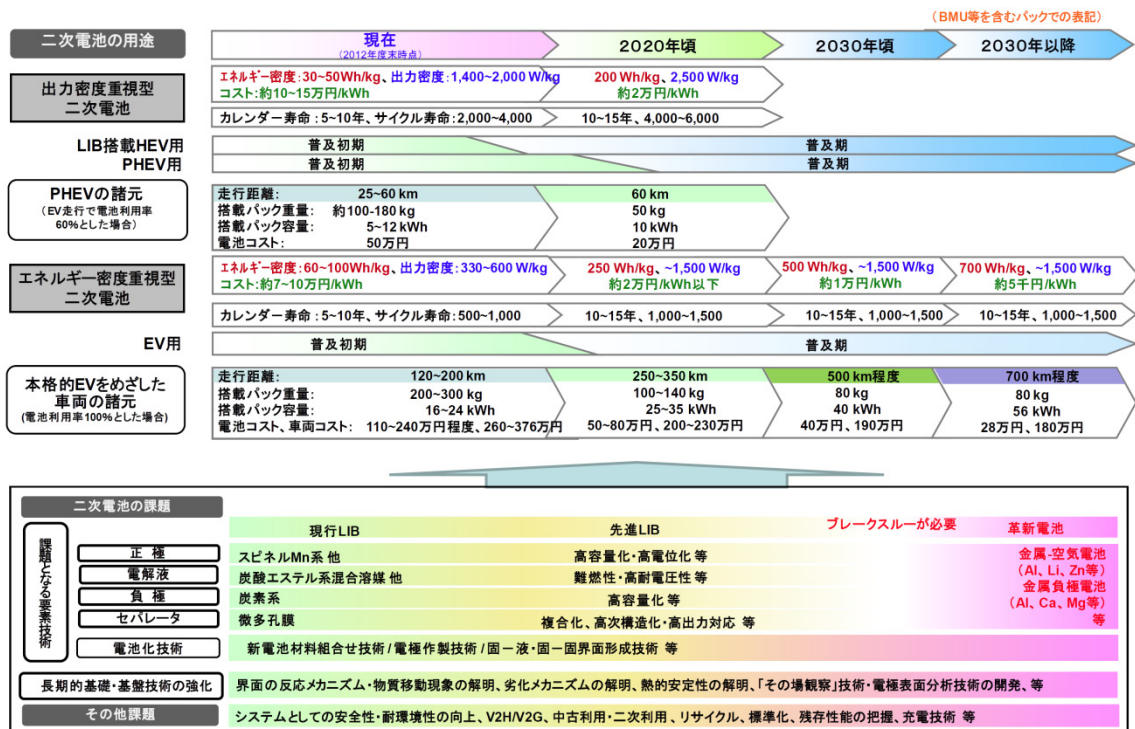 (BMU等を含むパックでの表記)
二次電池の用途
現在
(2012年度末時点)
2020年頃
2030年頃
2030年以降
出力密度重視型
二次電池
エネルギー密度:30~50Wh/kg、出力密度:1,400~2,000 W/kg
コスト:約10~15万円/kWh
200 Wh/kg、2,500 W/kg
約2万円/kWh
カレンダー寿命:5~10年、サイクル寿命:2,000~4,000
10~15年、4,000~6,000
LIB搭載HEV用
普及初期
普及期
PHEV用
普及初期
普及期
PHEVの諸元
(EV走行で電池利用率
60%とした場合)
走行距離: 25~60 km
搭載パック重量: 約100-180 kg
搭載パック容量: 5~12 kWh
電池コスト: 50万円
60 km
50 kg
10 kWh
20万円
エネルギー密度重視型
二次電池
エネルギー密度:60~100Wh/kg、出力密度:330~600 W/kg
コスト:約7~10万円/kWh
250 Wh/kg、~1,500 W/kg
約2万円/kWh以下
500 Wh/kg、~1,500 W/kg
約1万円/kWh
700 Wh/kg、~1,500 W/kg
約5千円/kWh
カレンダー寿命:5~10年、サイクル寿命:500~1,000
10~15年、1,000~1,500
10~15年、1,000~1,500
10~15年、1,000~1,500
EV用
普及初期
普及期
本格的EVをめざした
車両の諸元
(電池利用率100%とした場合)
走行距離: 120~200 km
搭載パック重量: 200~300 kg
搭載パック容量: 16~24 kWh
電池コスト、車両コスト: 110~240万円程度、260~376万円
250~350 km
100~140 kg
25~35 kWh
50~80万円、200~230万円
500 km程度
80 kg
40 kWh
40万円、190万円
700 km程度
80 kg
56 kWh
28万円、180万円
二次電池の課題
現行LIB
先進LIB
ブレークスルーが必要
革新電池
課題となる要素技術
正極
スピネルMn系 他
高容量化・高電位化 等
電解液
炭酸エステル系混合溶媒 他
難燃性・高耐電圧性 等
負極
炭素系
高容量化 等
セパレータ
微多孔膜
複合化、高次構造化・高出力対応 等
金属-空気電池
(Al、Li、Zn等)
金属負極電池
(Al、Ca、Mg等)
等
電池化技術
新電池材料組合せ技術/電極作製技術/固-液・固-固界面形成技術 等
長期的基礎・基盤技術の強化
界面の反応メカニズム・物質移動現象の解明、劣化メカニズムの解明、熱的安定性の解明、「その場観察」技術・電極表面分析技術の開発、等
その他課題
システムとしての安全性・耐環境性の向上、V2H/V2G、中古利用・二次利用、リサイクル、標準化、残存性能の把握、充電技術 等